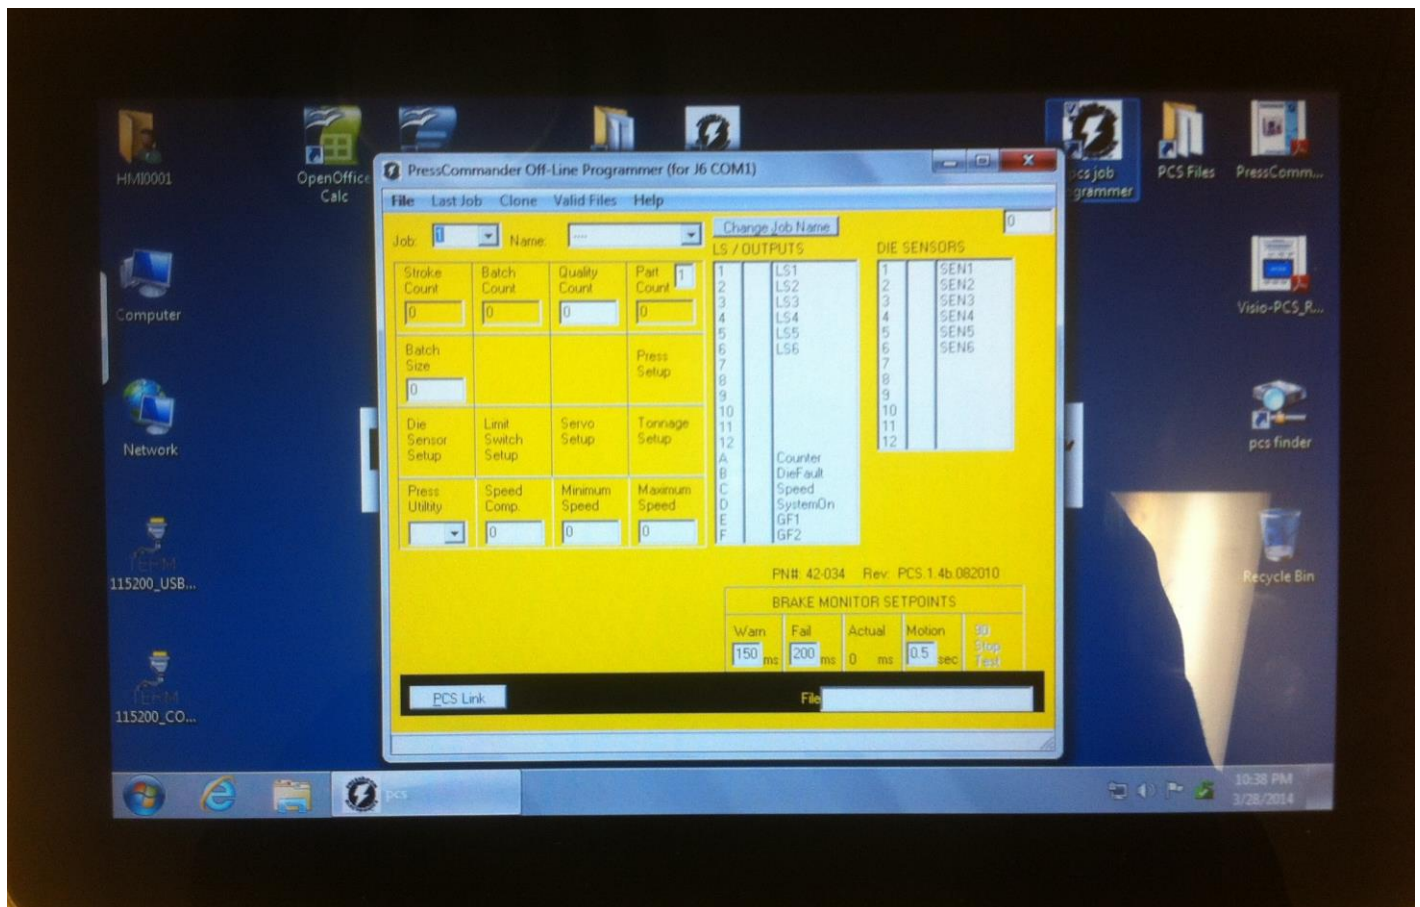 HMI0001
OpenOffice
Calc
pcs job
grammer
PCS Files
PressComm...
Computer
Visio-PCS_R...
Network
pcs finder
TERM
115200_USB...
Recycle Bin
TERM
115200_CO...
PressCommander Off-Line Programmer (for J6 COM1)
File Last Job Clone Valid Files Help
Job: 1 Name: ---- Change Job Name 0
LS / OUTPUTS DIE SENSORS
Stroke Count Batch Count Quality Count Part Count 1
0 0 0 0
Batch Size Press Setup
0
Die Sensor Setup Limit Switch Setup Servo Setup Tonnage Setup
Press Utility Speed Comp. Minimum Speed Maximum Speed
0 0 0
1 LS1
2 LS2
3 LS3
4 LS4
5 LS5
6 LS6
7
8
9
10
11
12
A Counter
B DieFault
C Speed
D SystemOn
E GF1
F GF2
1 SEN1
2 SEN2
3 SEN3
4 SEN4
5 SEN5
6 SEN6
7
8
9
10
11
12
PN#: 42-034 Rev: PCS.1.4b.082010
BRAKE MONITOR SETPOINTS
Warn Fail Actual Motion 90
Stop
150 ms 200 ms 0 ms 0.5 sec Test
PCS Link File
pcs
10:38 PM
3/28/2014